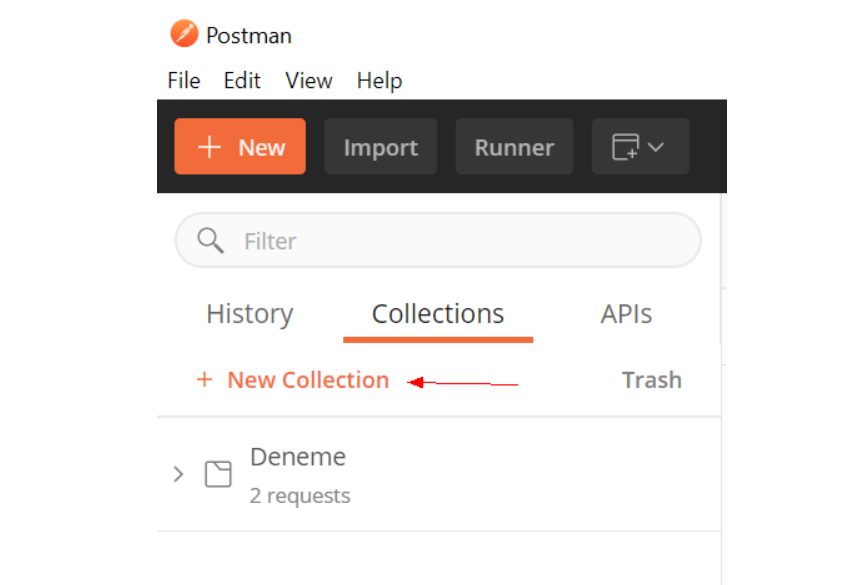 Postman
File Edit View Help
+ New Import Runner
Filter
History Collections APIs
+ New Collection Trash
Deneme
2 requests